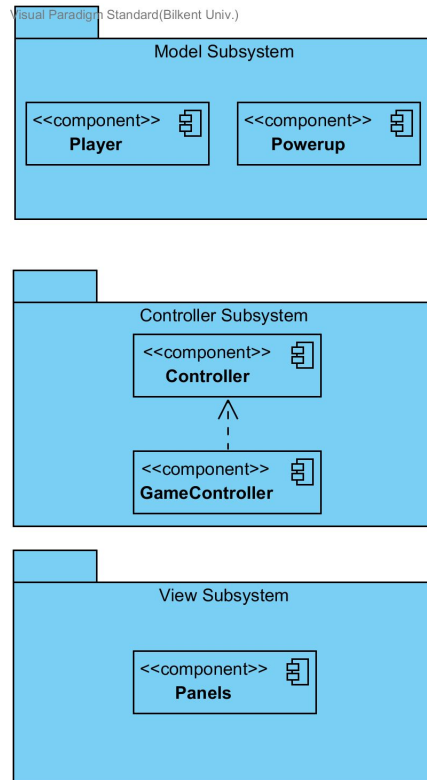 Visual Paradigm Standard(Bilkent Univ.)
Model Subsystem
<<component>>
Player
<<component>>
Powerup
Controller Subsystem
<<component>>
Controller
<<component>>
GameController
View Subsystem
<<component>>
Panels